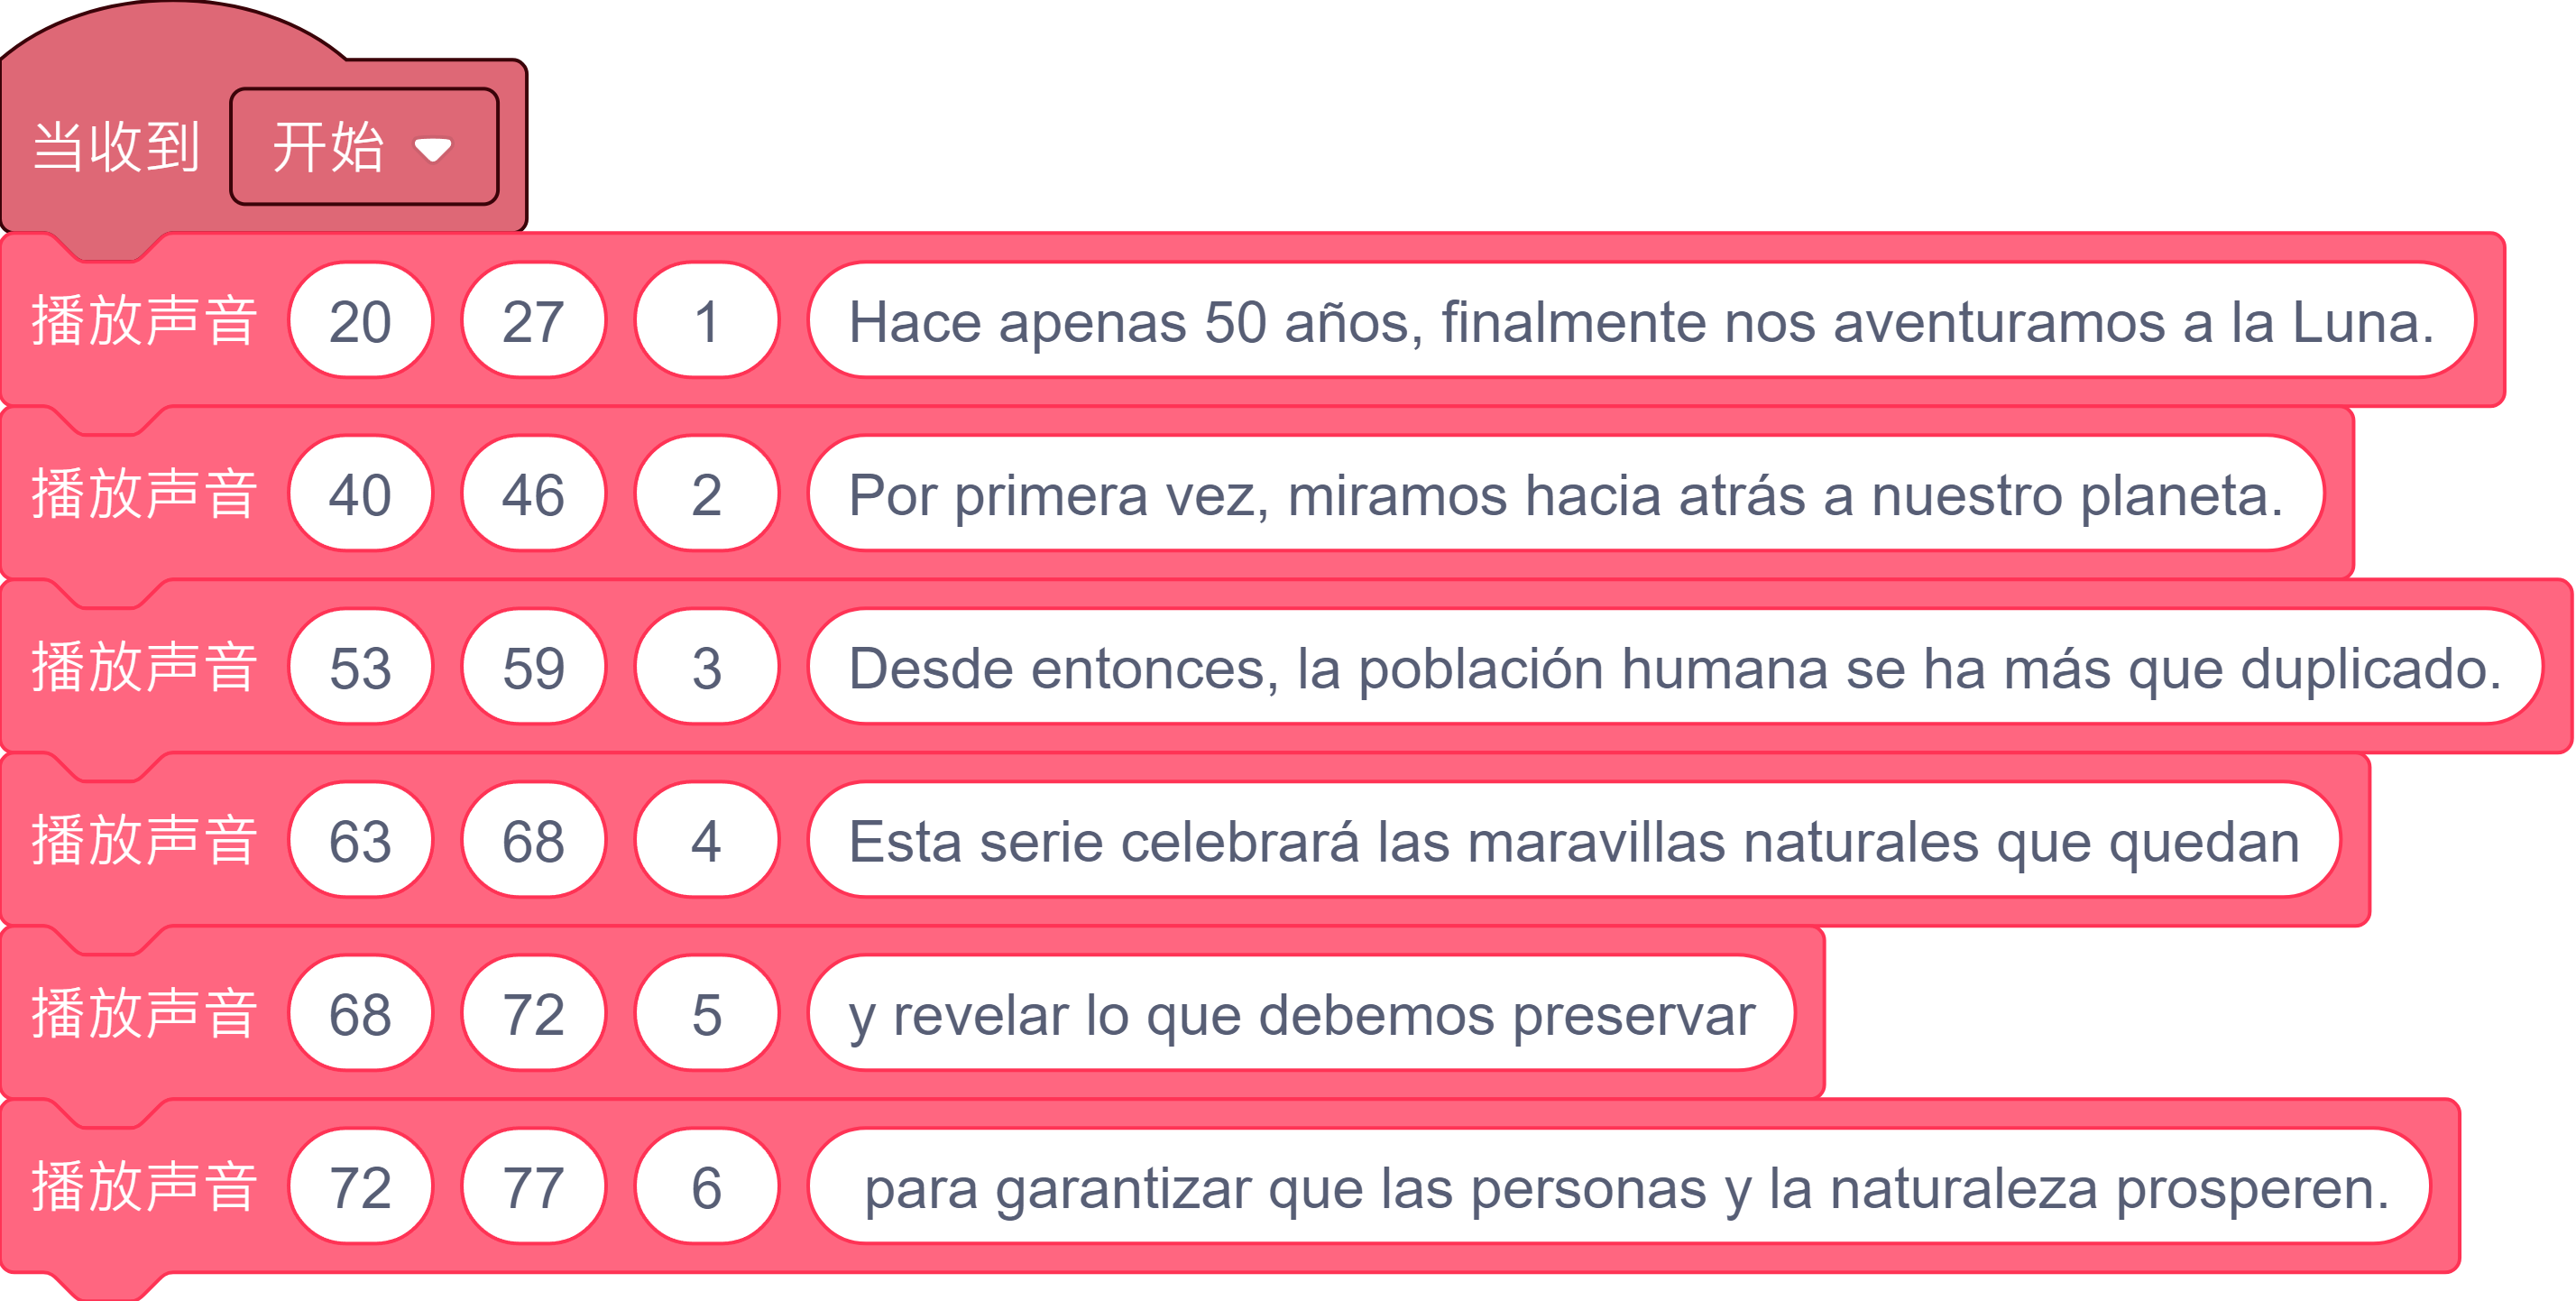 当收到 开始
播放声音 20 27 1 Hace apenas 50 años, finalmente nos aventuramos a la Luna.
播放声音 40 46 2 Por primera vez, miramos hacia atrás a nuestro planeta.
播放声音 53 59 3 Desde entonces, la población humana se ha más que duplicado.
播放声音 63 68 4 Esta serie celebrará las maravillas naturales que quedan
播放声音 68 72 5 y revelar lo que debemos preservar
播放声音 72 77 6 para garantizar que las personas y la naturaleza prosperen.